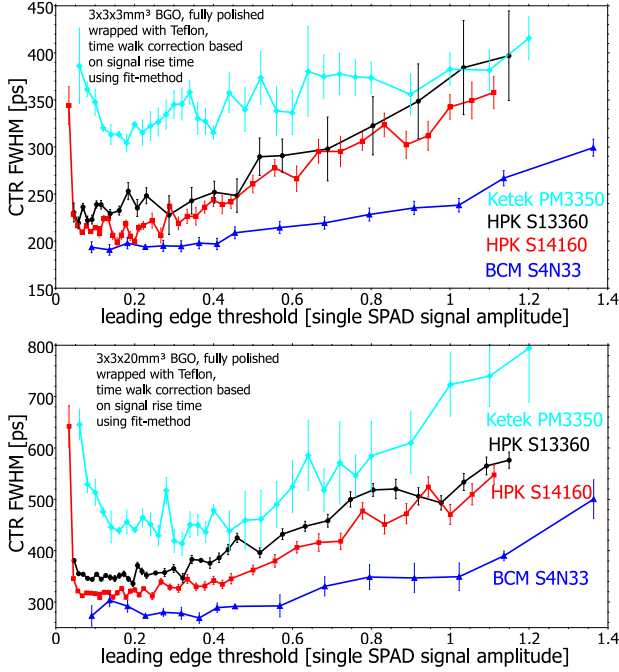 450
400
350
300
250
200
150
CTR FWHM [ps]
3x3x3mm³ BGO, fully polished
wrapped with Teflon,
time walk correction based
on signal rise time
using fit-method
Ketek PM3350
HPK S13360
HPK S14160
BCM S4N33
0 0.2 0.4 0.6 0.8 1 1.2 1.4
leading edge threshold [single SPAD signal amplitude]
800
700
600
500
400
300
CTR FWHM [ps]
3x3x20mm³ BGO, fully polished
wrapped with Teflon,
time walk correction based
on signal rise time
using fit-method
Ketek PM3350
HPK S13360
HPK S14160
BCM S4N33
0 0.2 0.4 0.6 0.8 1 1.2 1.4
leading edge threshold [single SPAD signal amplitude]